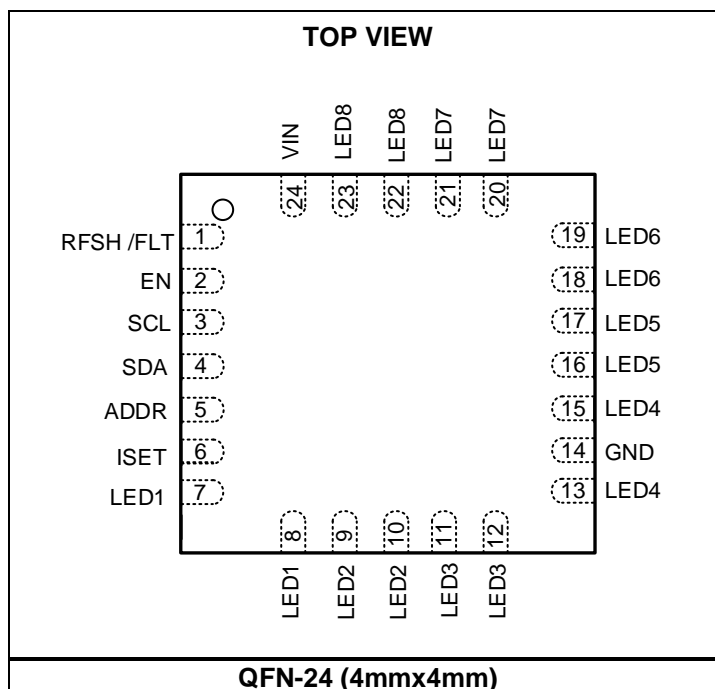 TOP VIEW
VIN
LED8
LED8
LED7
LED7
24
23
22
21
20
RFSH /FLT 1
EN 2
SCL 3
SDA 4
ADDR 5
ISET 6
LED1 7
19 LED6
18 LED6
17 LED5
16 LED5
15 LED4
14 GND
13 LED4
8
9
10
11
12
LED1
LED2
LED2
LED3
LED3
QFN-24 (4mmx4mm)